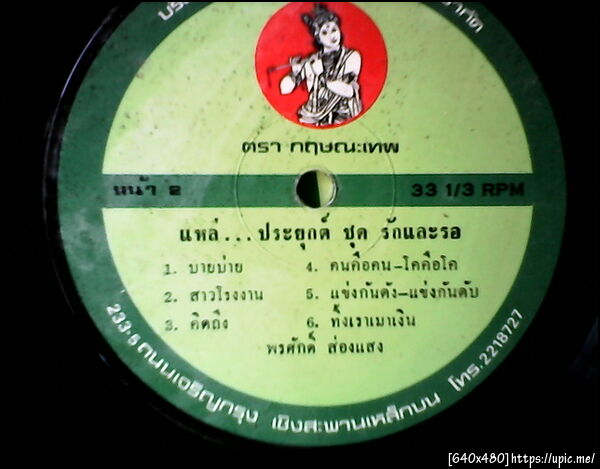 ตรา กฤษณะเทพ
หน้า ๒
33 1/3 RPM
แหล่...ประยุกต์ ชุด รักและรอ
1. บายบ่าย
2. สาวโรงงาน
3. คิดถึง
4. คนคือคน-โคคือโค
5. แข่งกันดัง-แข่งกันดับ
6. ทิ้งเราเมาเงิน
พรศักดิ์ ส่องแสง
233-5 ถนนเจริญกรุง เชิงสะพานเหล็กบน โทร. 2218727
[640x480]https://upic.me/